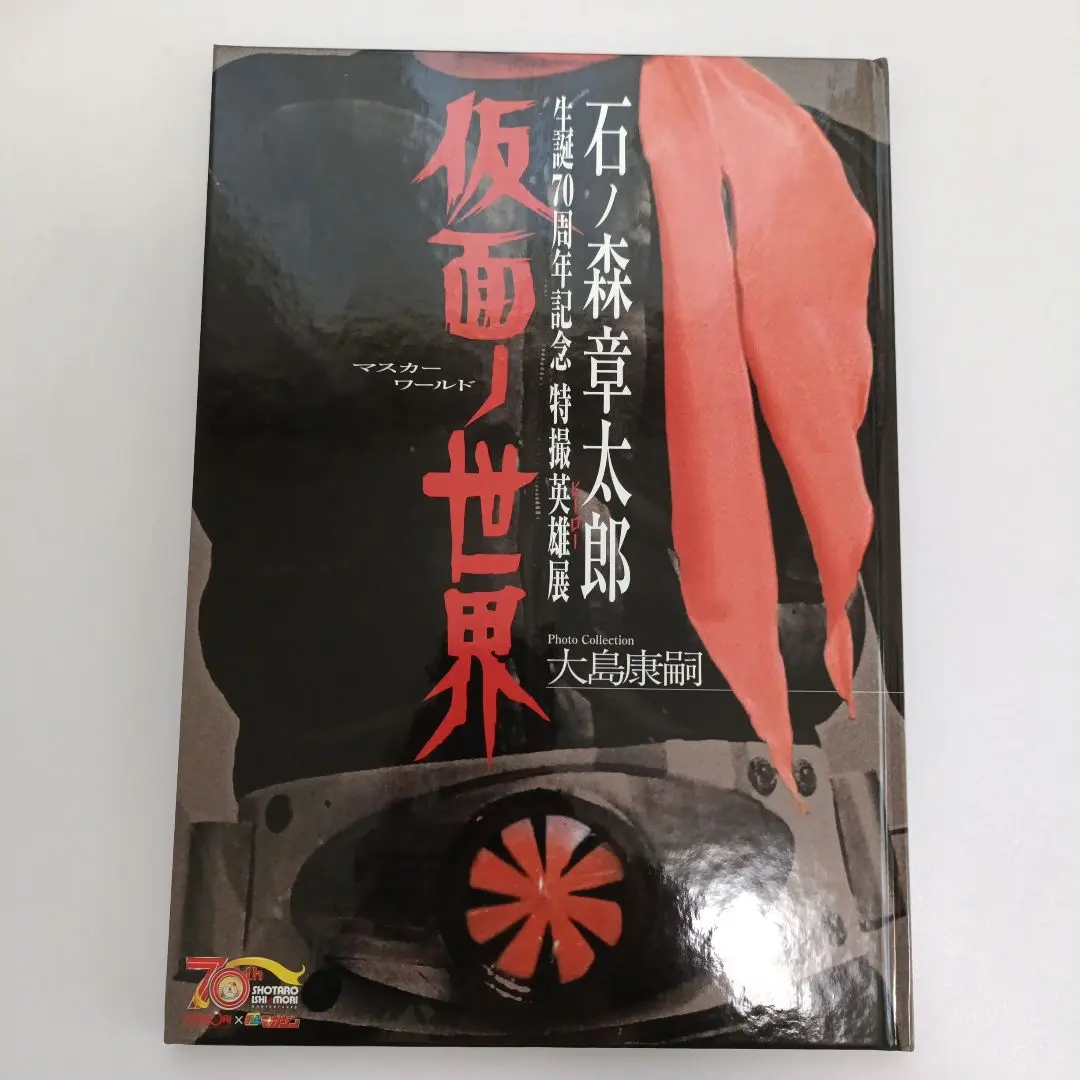 石ノ森章太郎
生誕70周年記念 特撮英雄展
ヒーロー
仮面ノ世界
マスカー
ワールド
Photo Collection
大島康嗣
70th
SHOTARO
ISHINOMORI
Anniversary